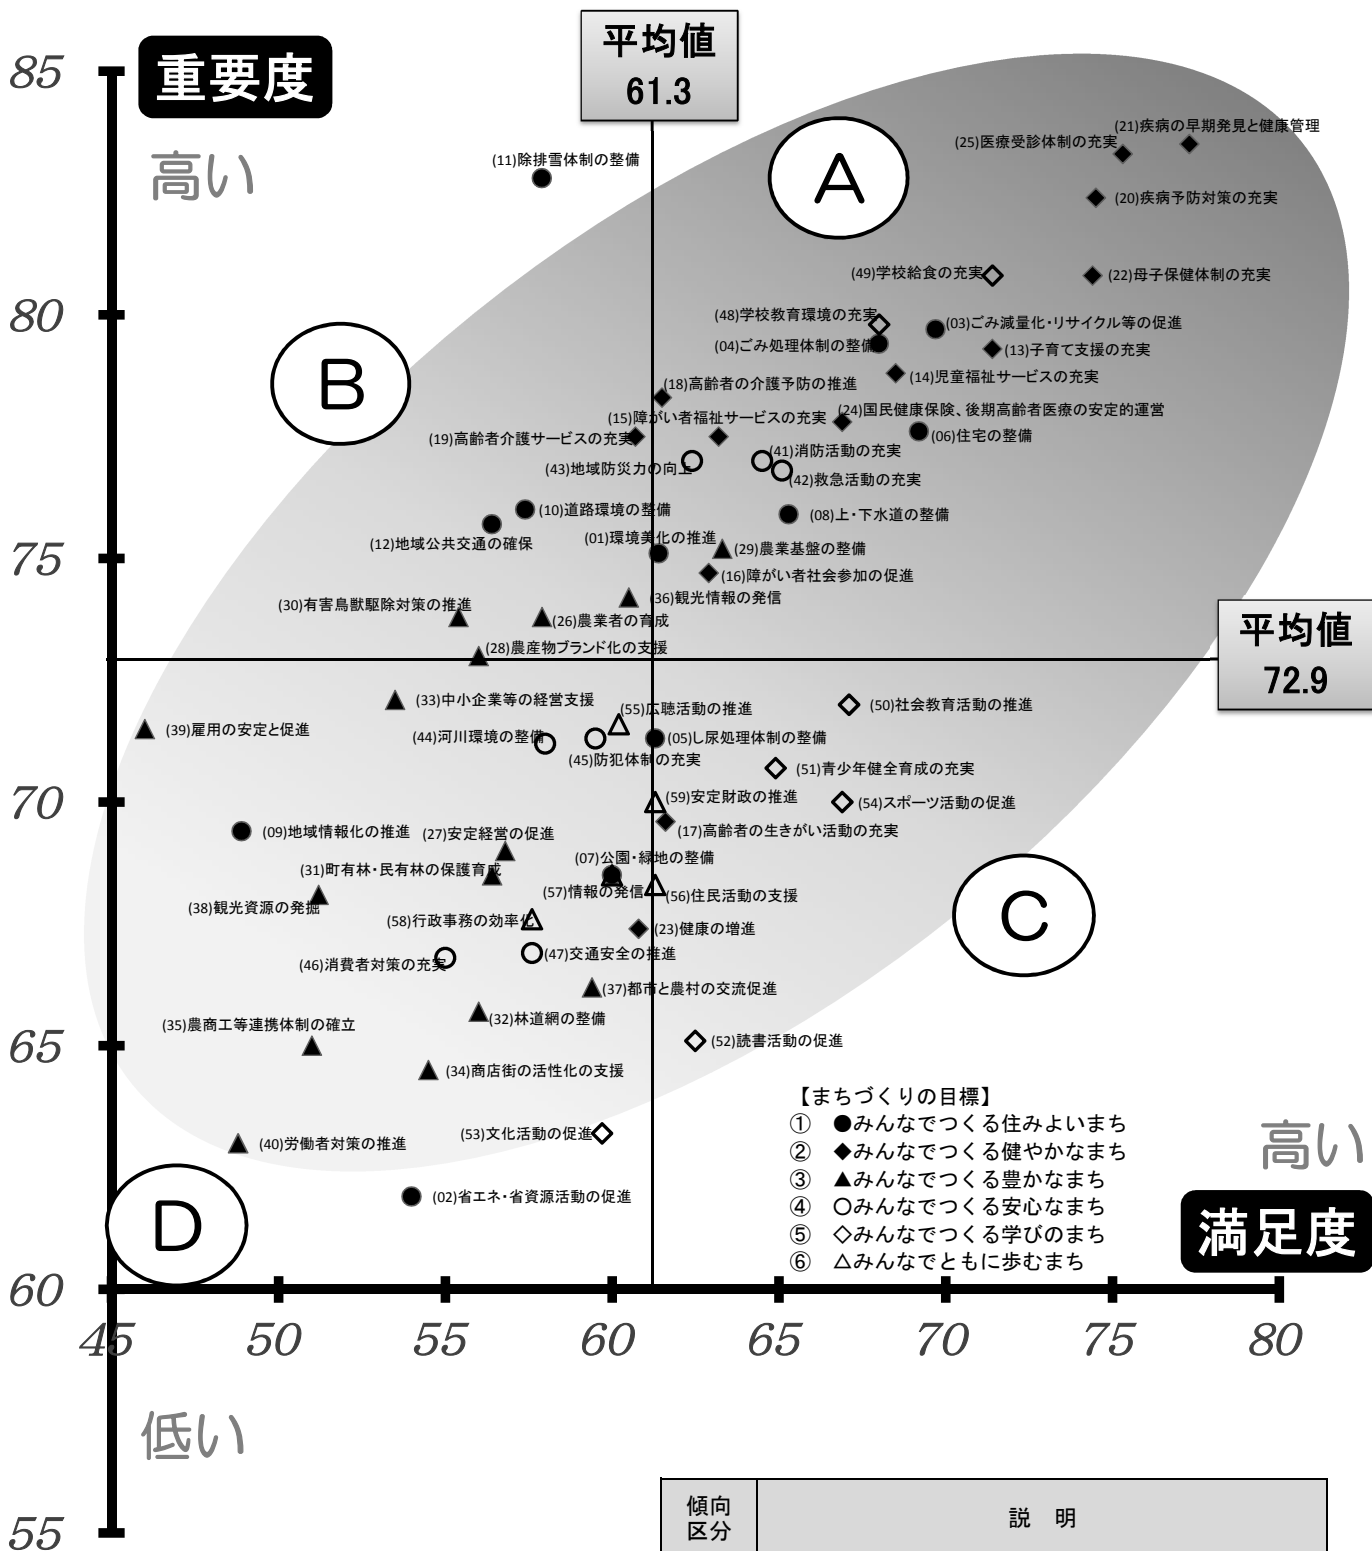 平均値
61.3
85
重要度
高い
A
(21)疾病の早期発見と健康管理
(25)医療受診体制の充実
(11)除排雪体制の整備
(20)疾病予防対策の充実
(49)学校給食の充実
(22)母子保健体制の充実
80
(48)学校教育環境の充実
(03)ごみ減量化・リサイクル等の促進
(04)ごみ処理体制の整備
(13)子育て支援の充実
B
(14)児童福祉サービスの充実
(18)高齢者の介護予防の推進
(24)国民健康保険、後期高齢者医療の安定的運営
(15)障がい者福祉サービスの充実
(19)高齢者介護サービスの充実
(06)住宅の整備
(41)消防活動の充実
(43)地域防災力の向上
(42)救急活動の充実
(10)道路環境の整備
(08)上・下水道の整備
(12)地域公共交通の確保
(01)環境美化の推進
(29)農業基盤の整備
75
(16)障がい者社会参加の促進
(36)観光情報の発信
(30)有害鳥獣駆除対策の推進
(26)農業者の育成
(28)農産物ブランド化の支援
平均値
72.9
(33)中小企業等の経営支援
(50)社会教育活動の推進
(55)広聴活動の推進
(39)雇用の安定と促進
(44)河川環境の整備
(05)し尿処理体制の整備
(45)防犯体制の充実
(51)青少年健全育成の充実
70
(59)安定財政の推進
(54)スポーツ活動の促進
(09)地域情報化の推進
(27)安定経営の促進
(17)高齢者の生きがい活動の充実
(07)公園・緑地の整備
(31)町有林・民有林の保護育成
(57)情報の発信
(56)住民活動の支援
(38)観光資源の発掘
(58)行政事務の効率化
C
(23)健康の増進
(47)交通安全の推進
(46)消費者対策の充実
(37)都市と農村の交流促進
(32)林道網の整備
(35)農商工等連携体制の確立
65
(52)読書活動の促進
(34)商店街の活性化の支援
【まちづくりの目標】
① ●みんなでつくる住みよいまち
② ◆みんなでつくる健やかなまち
③ ▲みんなでつくる豊かなまち
④ ○みんなでつくる安心なまち
⑤ ◇みんなでつくる学びのまち
⑥ △みんなでともに歩むまち
(53)文化活動の促進
(40)労働者対策の推進
高い
(02)省エネ・省資源活動の促進
D
満足度
60
45 50 55 60 65 70 75 80
低い
55
傾向
区分
説 明